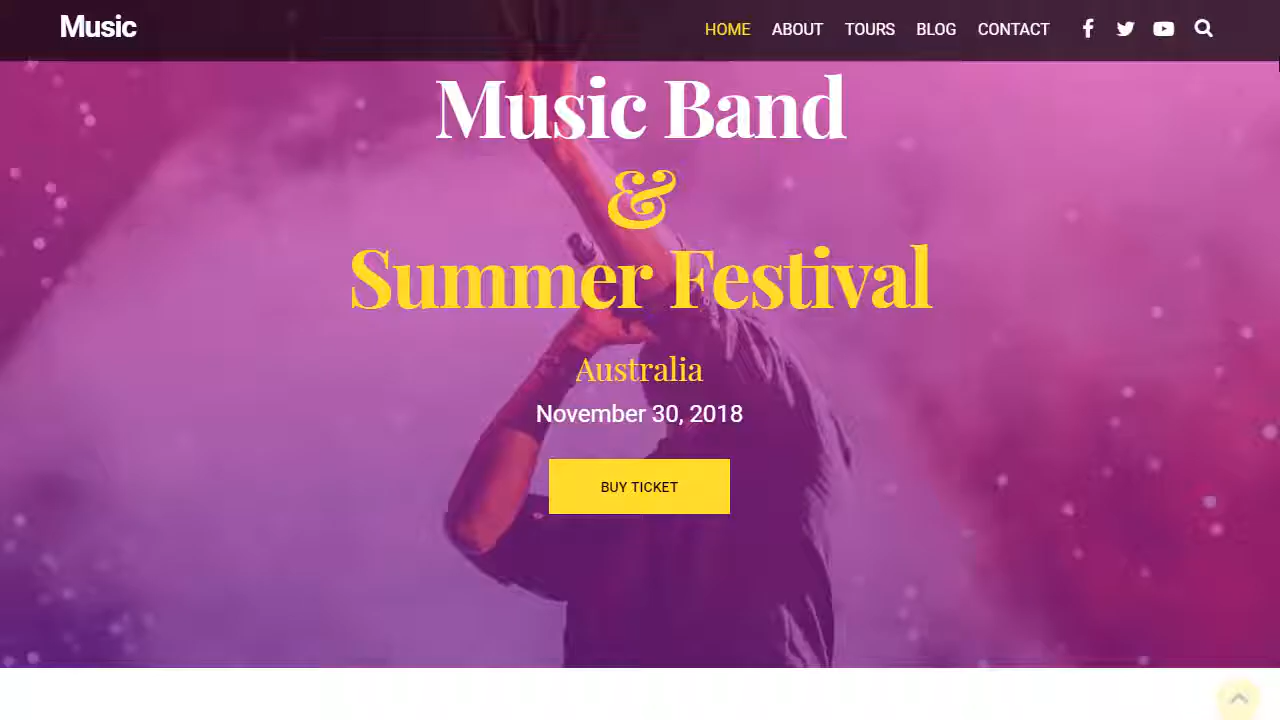 Music
HOME ABOUT TOURS BLOG CONTACT
Music Band
&
Summer Festival
Australia
November 30, 2018
BUY TICKET